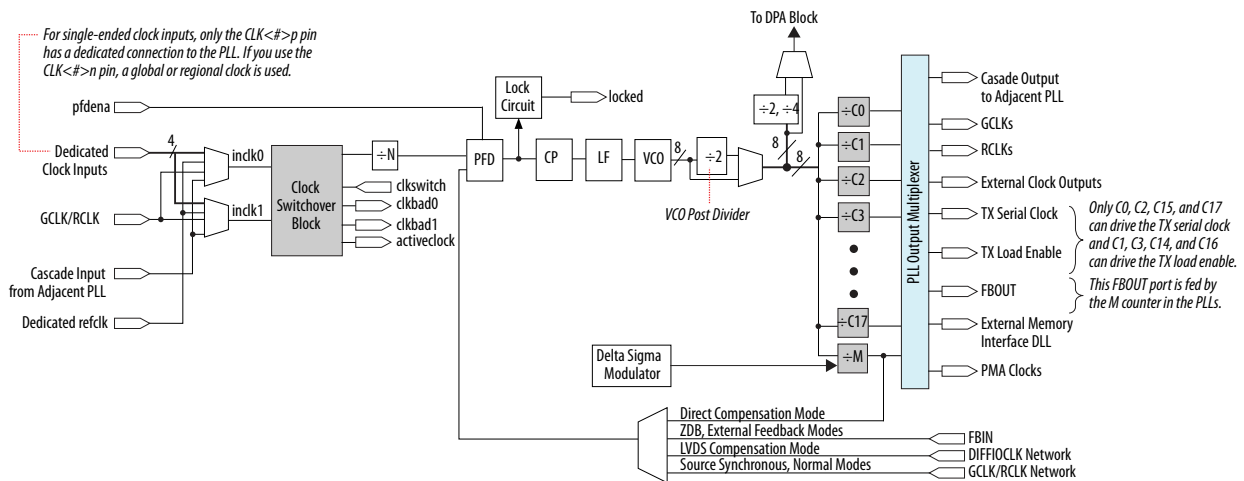 To DPA Block
For single-ended clock inputs, only the CLK<#>p pin
has a dedicated connection to the PLL. If you use the
CLK<#>n pin, a global or regional clock is used.
pfdena
Dedicated
Clock Inputs
4
GCLK/RCLK
Cascade Input
from Adjacent PLL
Dedicated refclk
inclk0
inclk1
Clock
Switchover
Block
÷N
clkswitch
clkbad0
clkbad1
activeclock
PFD
Lock
Circuit
locked
CP
LF
VCO
8
÷2
VCO Post Divider
÷2, ÷4
8
8
÷C0
÷C1
÷C2
÷C3
÷C17
÷M
Delta Sigma
Modulator
PLL Output Multiplexer
Casade Output
to Adjacent PLL
GCLKs
RCLKs
External Clock Outputs
TX Serial Clock
TX Load Enable
FBOUT
External Memory
Interface DLL
PMA Clocks
Only C0, C2, C15, and C17
can drive the TX serial clock
and C1, C3, C14, and C16
can drive the TX load enable.
This FBOUT port is fed by
the M counter in the PLLs.
Direct Compensation Mode
ZDB, External Feedback Modes
LVDS Compensation Mode
Source Synchronous, Normal Modes
FBIN
DIFFIOCLK Network
GCLK/RCLK Network